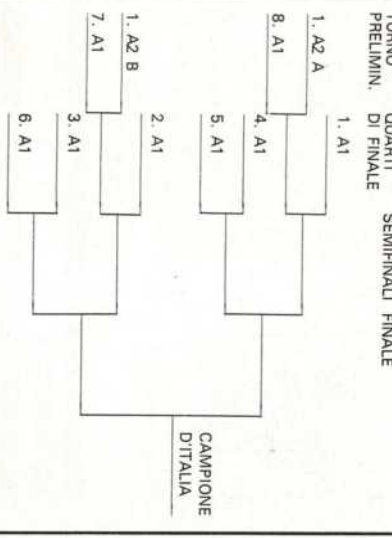 TURNO PRELIMIN.
QUARTI DI FINALE
SEMIFINALI
FINALE
1. A1
1. A2 A
8. A1
4. A1
5. A1
2. A1
1. A2 B
7. A1
3. A1
6. A1
CAMPIONE
D'ITALIA